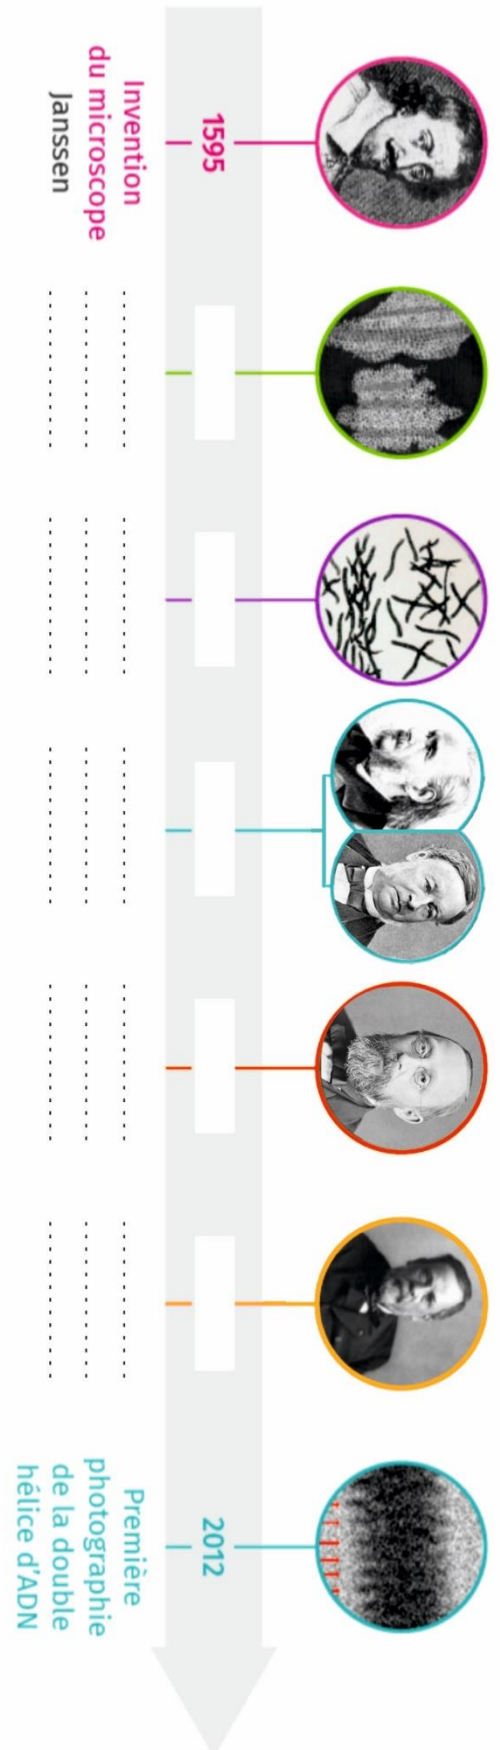 1595
Invention
du microscope
Janssen
2012
Première
photographie
de la double
hélice d'ADN